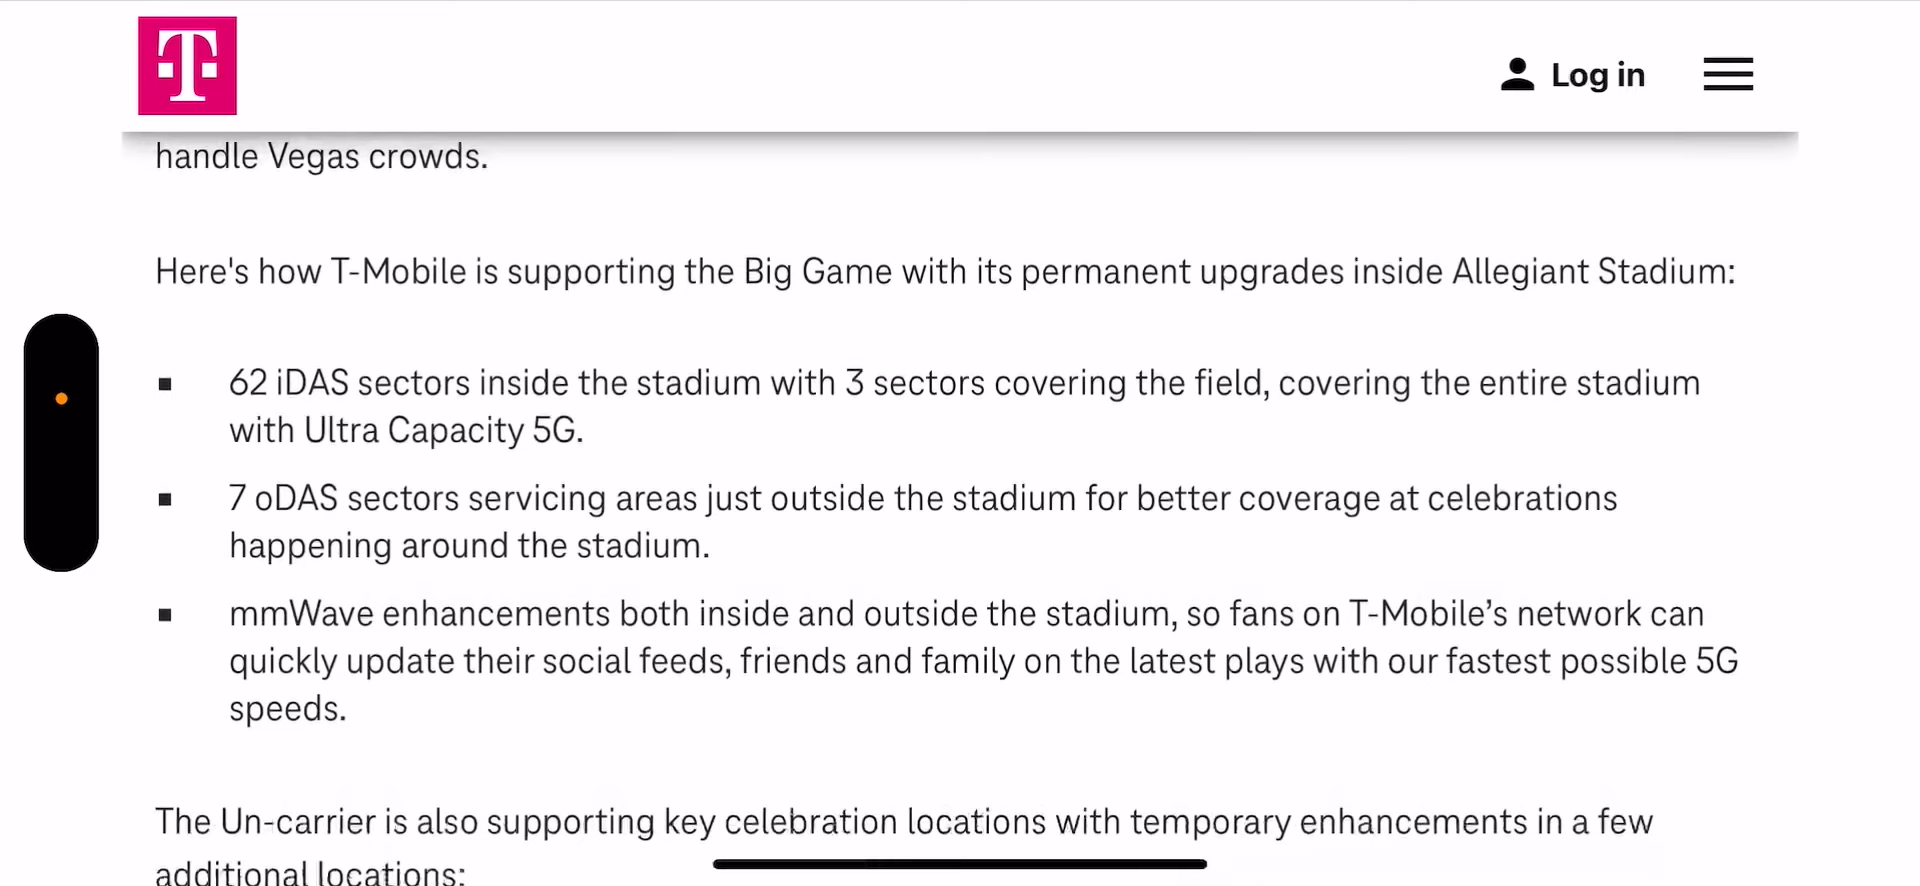 T
Log in
handle Vegas crowds.
Here's how T-Mobile is supporting the Big Game with its permanent upgrades inside Allegiant Stadium:
▪ 62 iDAS sectors inside the stadium with 3 sectors covering the field, covering the entire stadium
with Ultra Capacity 5G.
▪ 7 oDAS sectors servicing areas just outside the stadium for better coverage at celebrations
happening around the stadium.
▪ mmWave enhancements both inside and outside the stadium, so fans on T-Mobile’s network can
quickly update their social feeds, friends and family on the latest plays with our fastest possible 5G
speeds.
The Un-carrier is also supporting key celebration locations with temporary enhancements in a few
additional locations: